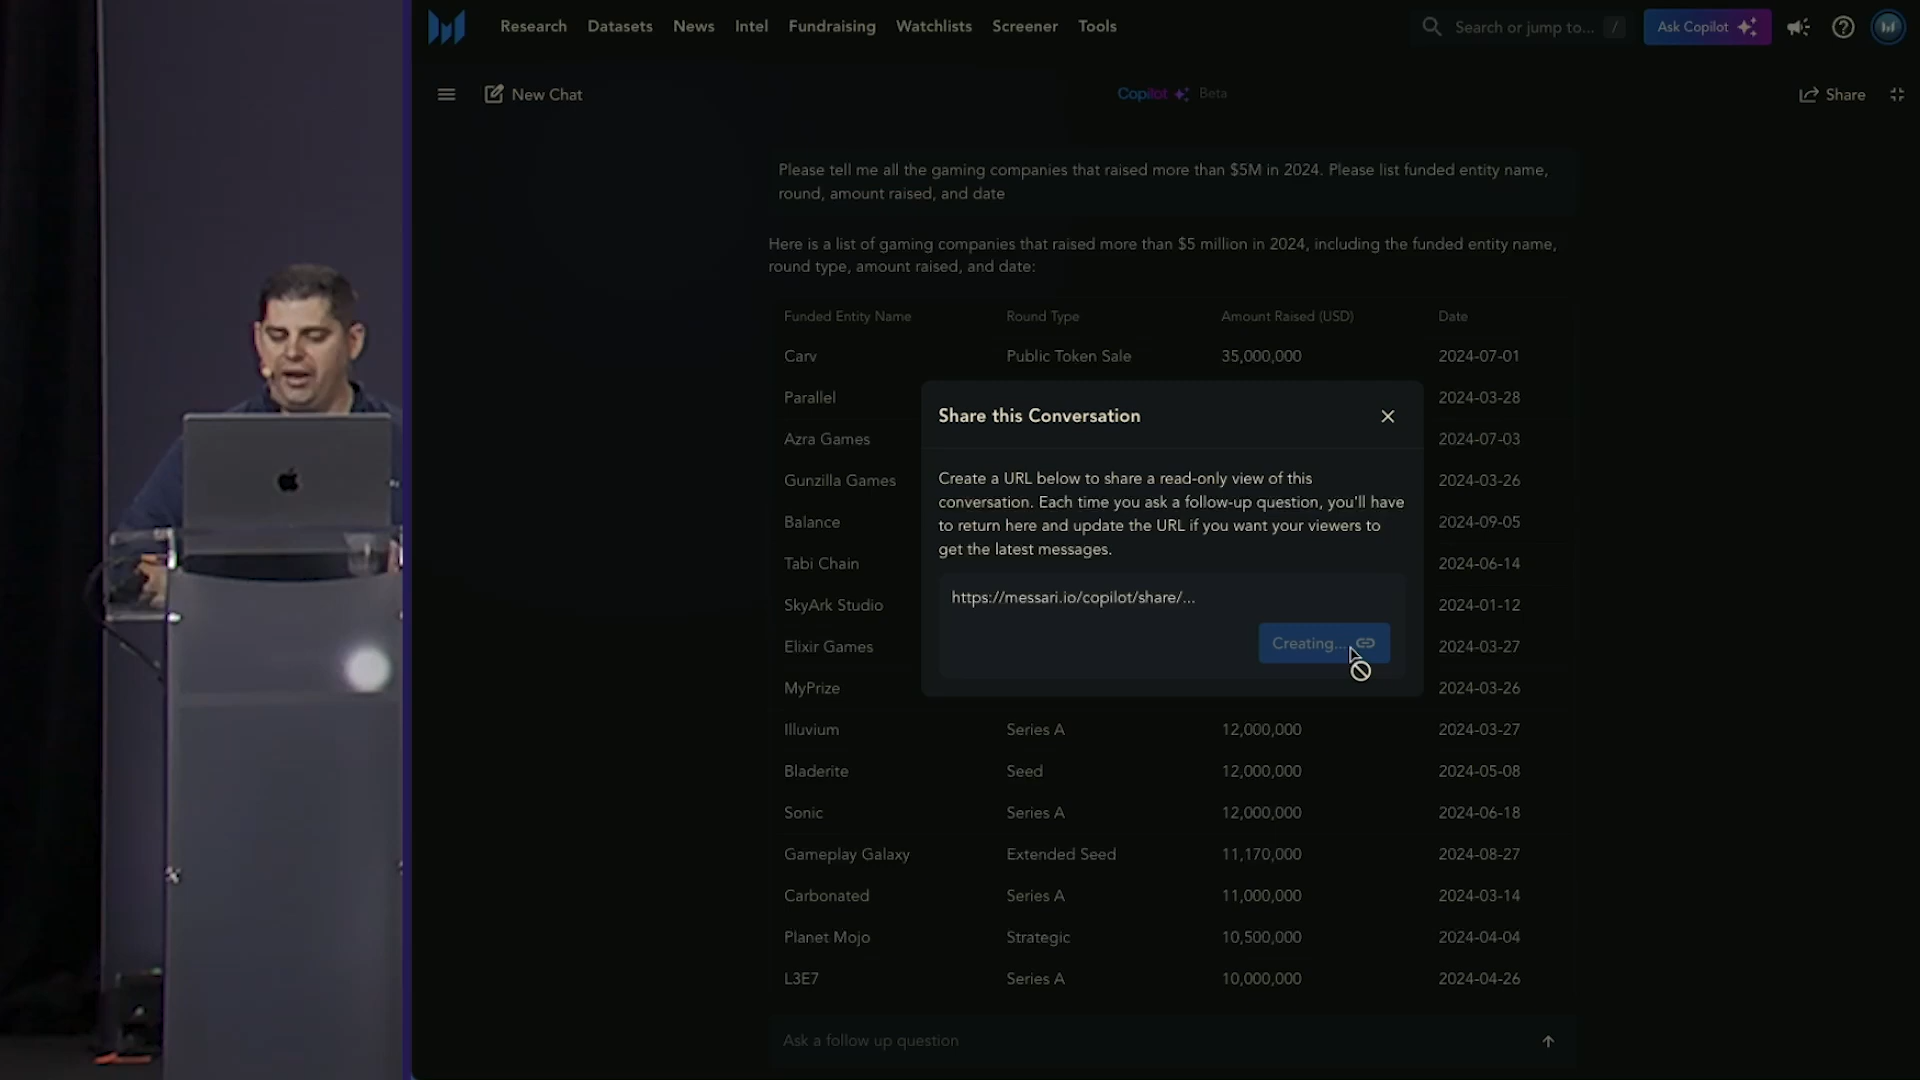 Research Datasets News Intel Fundraising Watchlists Screener Tools
Search or jump to... /
Ask Copilot
New Chat
Copilot Beta
Share
Please tell me all the gaming companies that raised more than $5M in 2024. Please list funded entity name,
round, amount raised, and date
Here is a list of gaming companies that raised more than $5 million in 2024, including the funded entity name,
round type, amount raised, and date:
Funded Entity Name Round Type Amount Raised (USD) Date
Carv Public Token Sale 35,000,000 2024-07-01
Parallel 2024-03-28
Azra Games 2024-07-03
Gunzilla Games 2024-03-26
Balance 2024-09-05
Tabi Chain 2024-06-14
SkyArk Studio 2024-01-12
Elixir Games 2024-03-27
MyPrize 2024-03-26
Illuvium Series A 12,000,000 2024-03-27
Bladerite Seed 12,000,000 2024-05-08
Sonic Series A 12,000,000 2024-06-18
Gameplay Galaxy Extended Seed 11,170,000 2024-08-27
Carbonated Series A 11,000,000 2024-03-14
Planet Mojo Strategic 10,500,000 2024-04-04
L3E7 Series A 10,000,000 2024-04-26
Share this Conversation
Create a URL below to share a read-only view of this
conversation. Each time you ask a follow-up question, you'll have
to return here and update the URL if you want your viewers to
get the latest messages.
https://messari.io/copilot/share/...
Creating...
Ask a follow up question